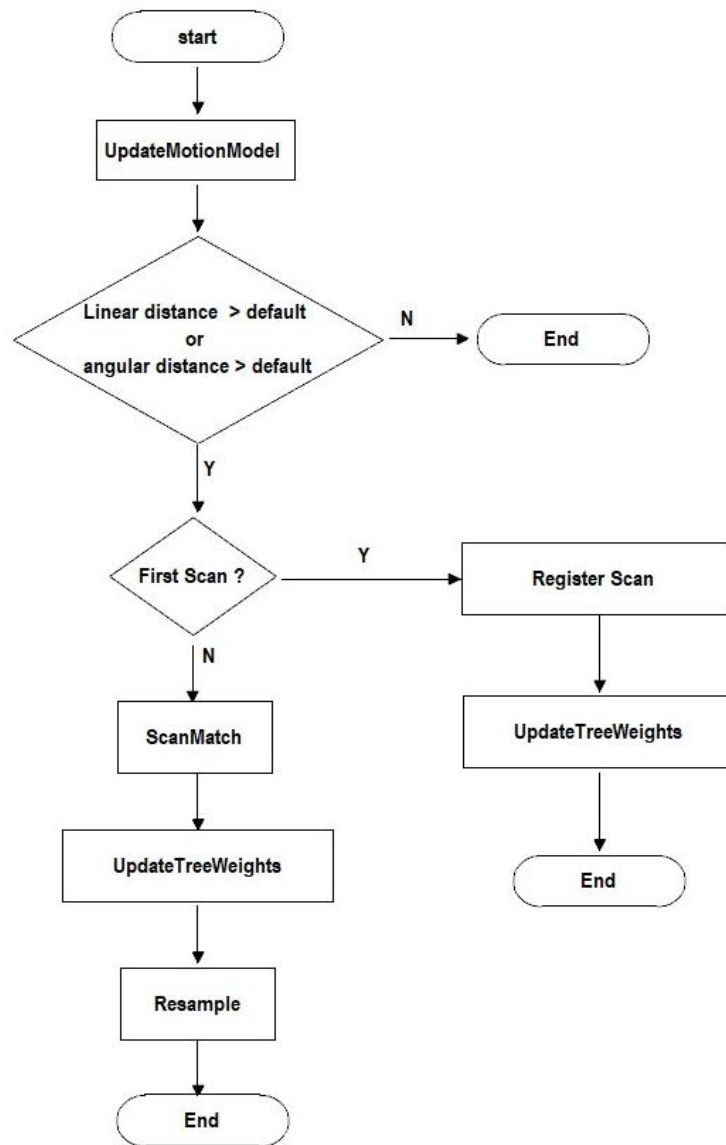 start
UpdateMotionModel
Linear distance > default
or
angular distance > default
N
End
Y
First Scan ?
Y
Register Scan
N
ScanMatch
UpdateTreeWeights
UpdateTreeWeights
End
Resample
End